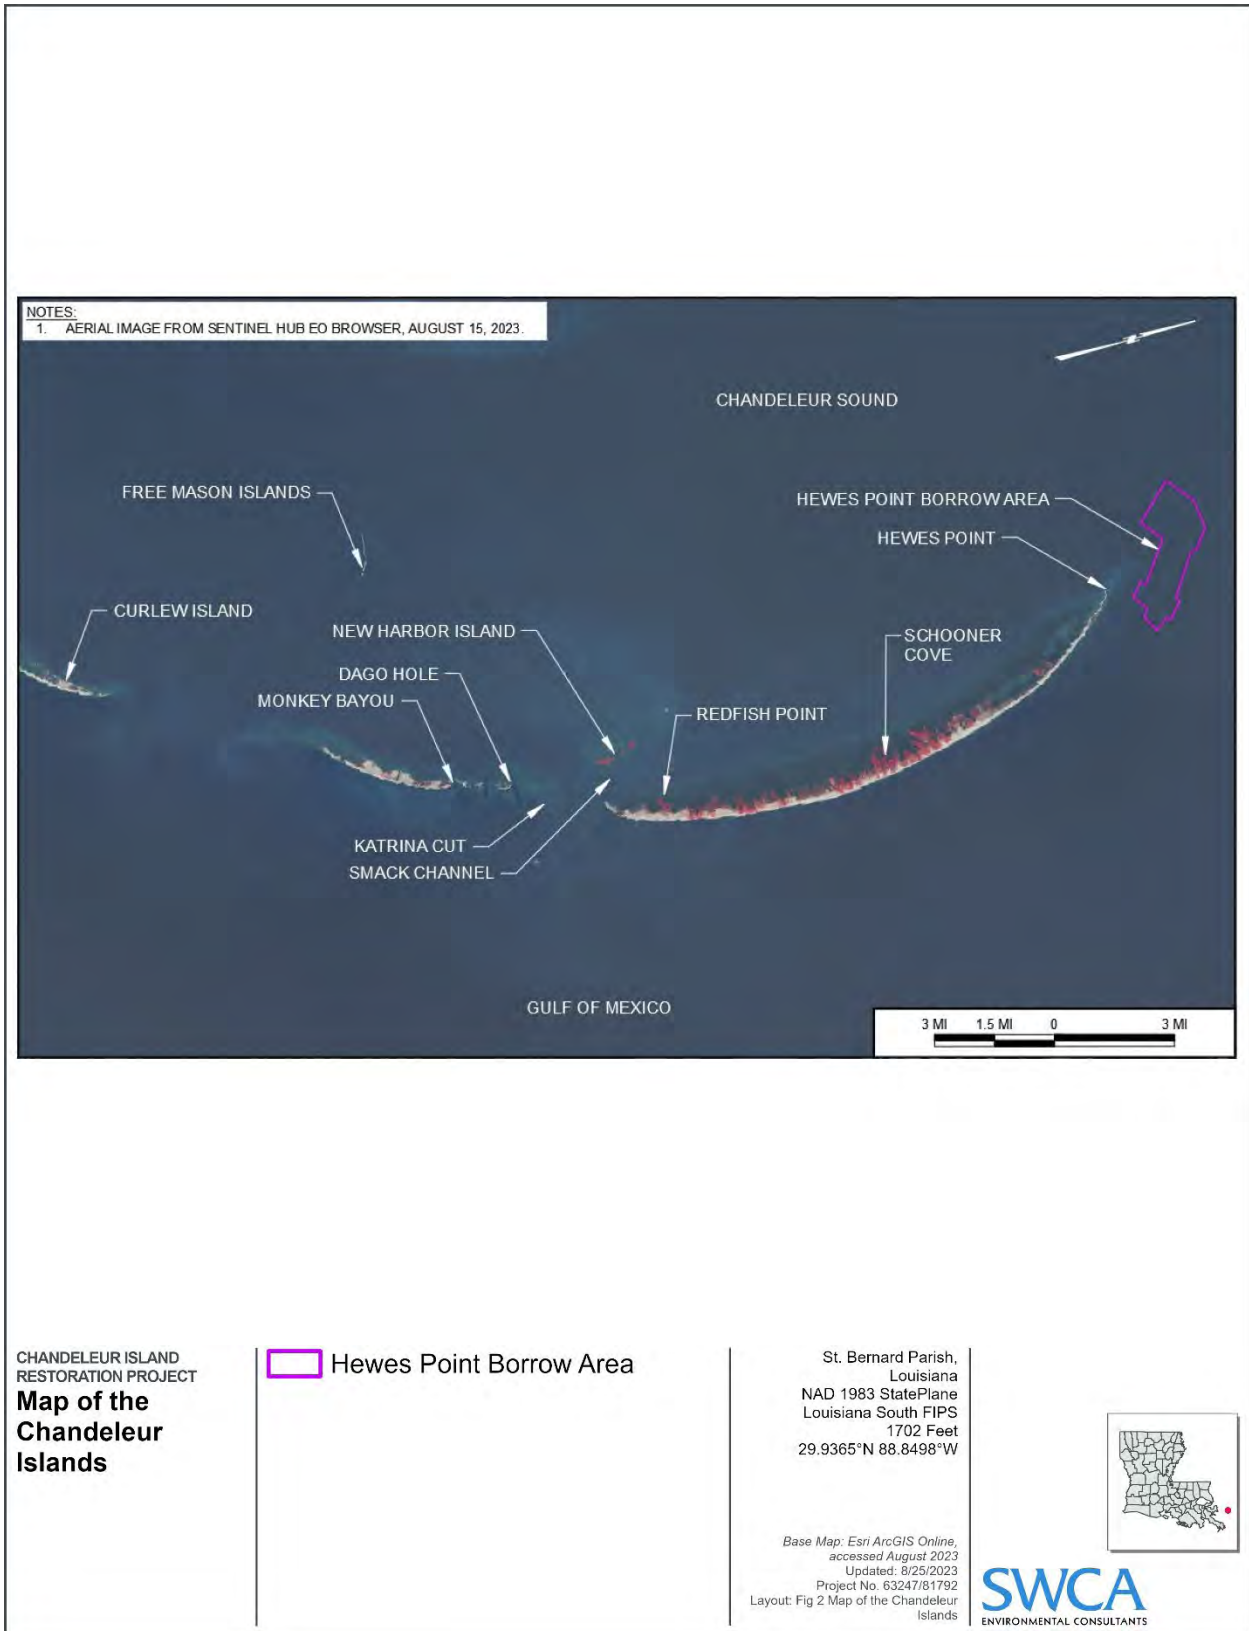 NOTES:
1. AERIAL IMAGE FROM SENTINEL HUB EO BROWSER, AUGUST 15, 2023.
CHANDELEUR SOUND
FREE MASON ISLANDS
HEWES POINT BORROW AREA
HEWES POINT
CURLEW ISLAND
NEW HARBOR ISLAND
SCHOONER
COVE
DAGO HOLE
MONKEY BAYOU
REDFISH POINT
KATRINA CUT
SMACK CHANNEL
GULF OF MEXICO
3 MI 1.5 MI 0 3 MI
CHANDELEUR ISLAND
RESTORATION PROJECT
Map of the
Chandeleur
Islands
Hewes Point Borrow Area
St. Bernard Parish,
Louisiana
NAD 1983 StatePlane
Louisiana South FIPS
1702 Feet
29.9365°N 88.8498°W
Base Map: Esri ArcGIS Online,
accessed August 2023
Updated: 8/25/2023
Project No. 63247/81792
Layout: Fig 2 Map of the Chandeleur
Islands
SWCA
ENVIRONMENTAL CONSULTANTS